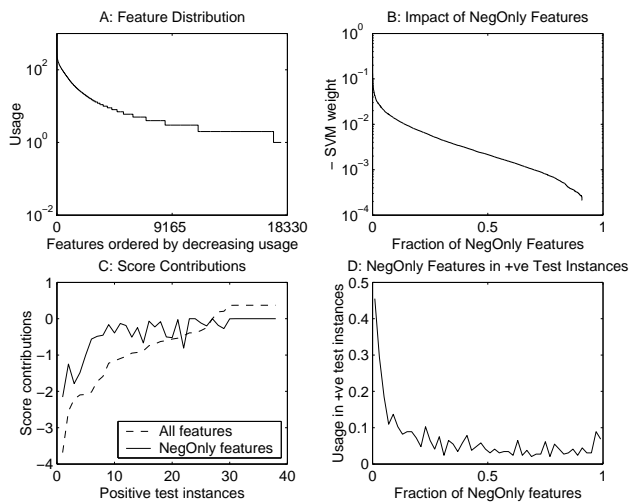 A: Feature Distribution
10^2
10^0
10^-2
Usage
0
9165
18330
Features ordered by decreasing usage
B: Impact of NegOnly Features
10^0
10^-1
10^-2
10^-3
10^-4
− SVM weight
0
0.5
1
Fraction of NegOnly Features
C: Score Contributions
1
0
−1
−2
−3
−4
Score contributions
All features
NegOnly features
0
10
20
30
40
Positive test instances
D: NegOnly Features in +ve Test Instances
0.5
0.4
0.3
0.2
0.1
0
Usage in +ve test instances
0
0.5
1
Fraction of NegOnly features